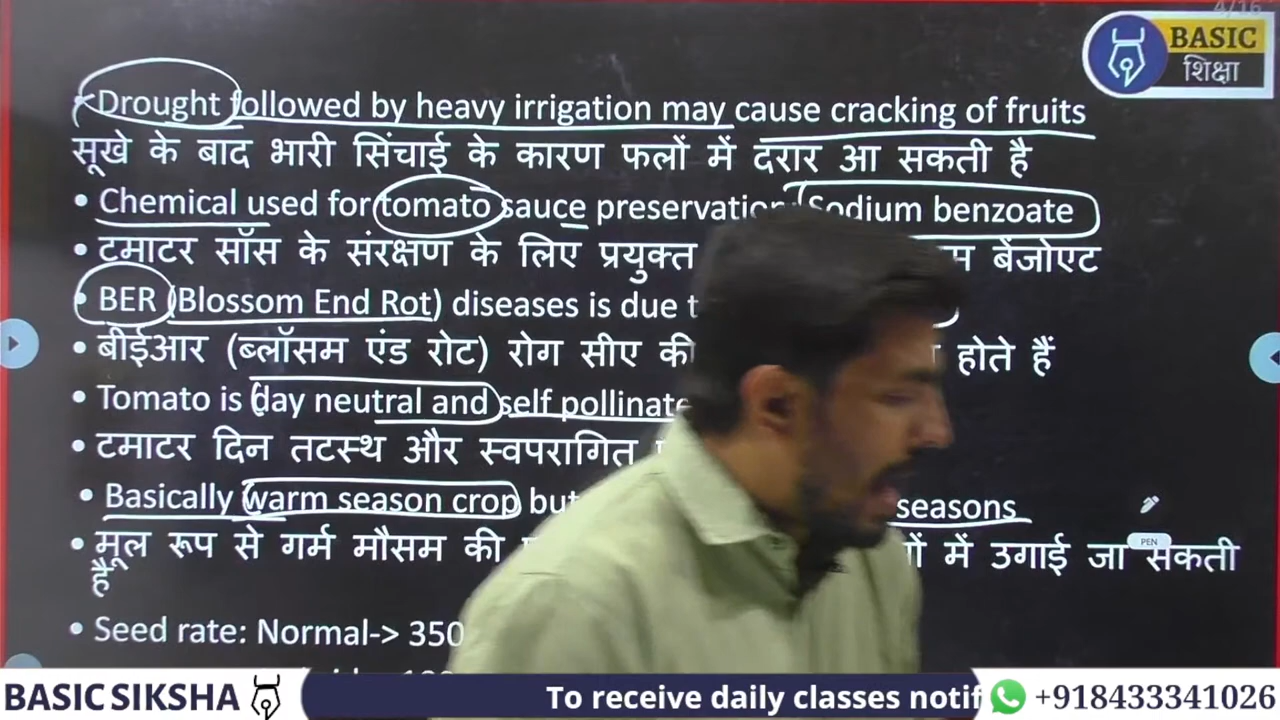 4/16
BASIC
शिक्षा
Drought followed by heavy irrigation may cause cracking of fruits
सूखे के बाद भारी सिंचाई के कारण फलों में दरार आ सकती है
• Chemical used for tomato sauce preservation Sodium benzoate
• टमाटर सॉस के संरक्षण के लिए प्रयुक्त बेंजोएट
• BER (Blossom End Rot) diseases is due
• बीईआर (ब्लॉसम एंड रोट) रोग सीए की होते हैं
• Tomato is day neutral and self pollinate
• टमाटर दिन तटस्थ और स्वपरागित
• Basically warm season crop seasons
• मूल रूप से गर्म मौसम की में उगाई जा सकती
है
PEN
• Seed rate: Normal-> 350
BASIC SIKSHA To receive daily classes notif +918433341026